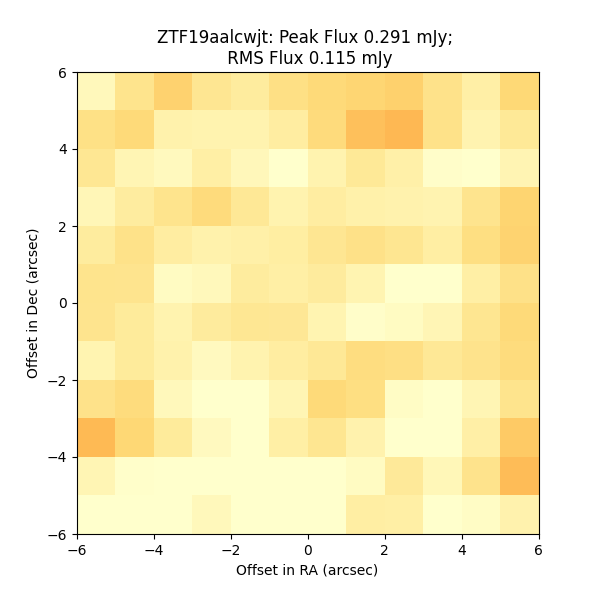 ZTF19aalcwjt: Peak Flux 0.291 mJy;
RMS Flux 0.115 mJy
6
4
2
0
−2
−4
−6
Offset in Dec (arcsec)
−6 −4 −2 0 2 4 6
Offset in RA (arcsec)